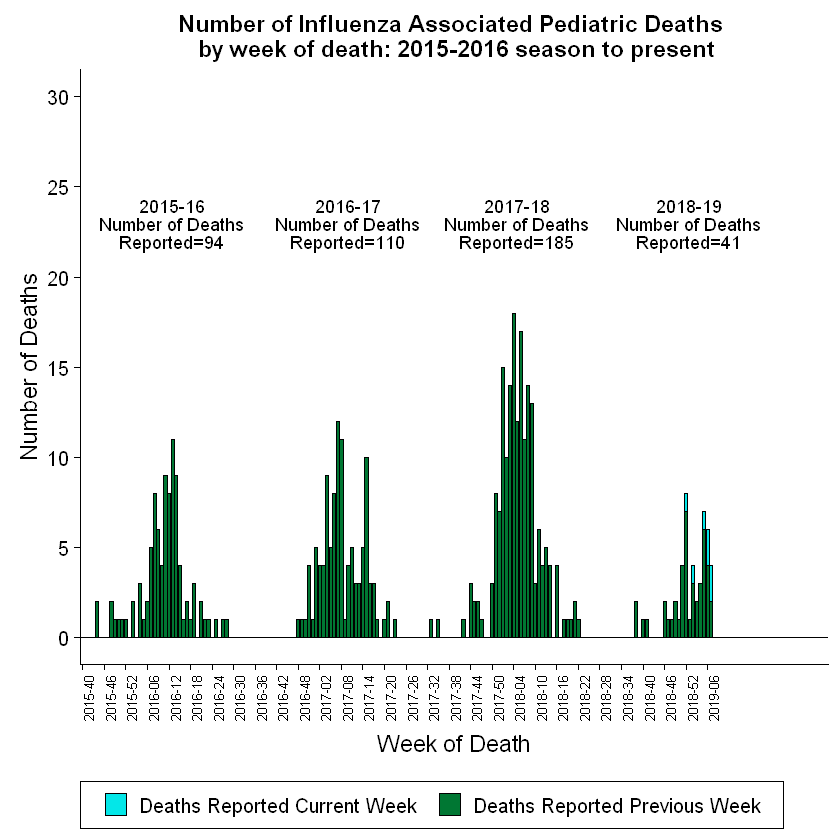 Number of Influenza Associated Pediatric Deaths
by week of death: 2015-2016 season to present
30
25
20
15
10
5
0
Number of Deaths
2015-16
Number of Deaths
Reported=94
2016-17
Number of Deaths
Reported=110
2017-18
Number of Deaths
Reported=185
2018-19
Number of Deaths
Reported=41
2015-40
2015-46
2015-52
2016-06
2016-12
2016-18
2016-24
2016-30
2016-36
2016-42
2016-48
2017-02
2017-08
2017-14
2017-20
2017-26
2017-32
2017-38
2017-44
2017-50
2018-04
2018-10
2018-16
2018-22
2018-28
2018-34
2018-40
2018-46
2018-52
2019-06
Week of Death
Deaths Reported Current Week
Deaths Reported Previous Week